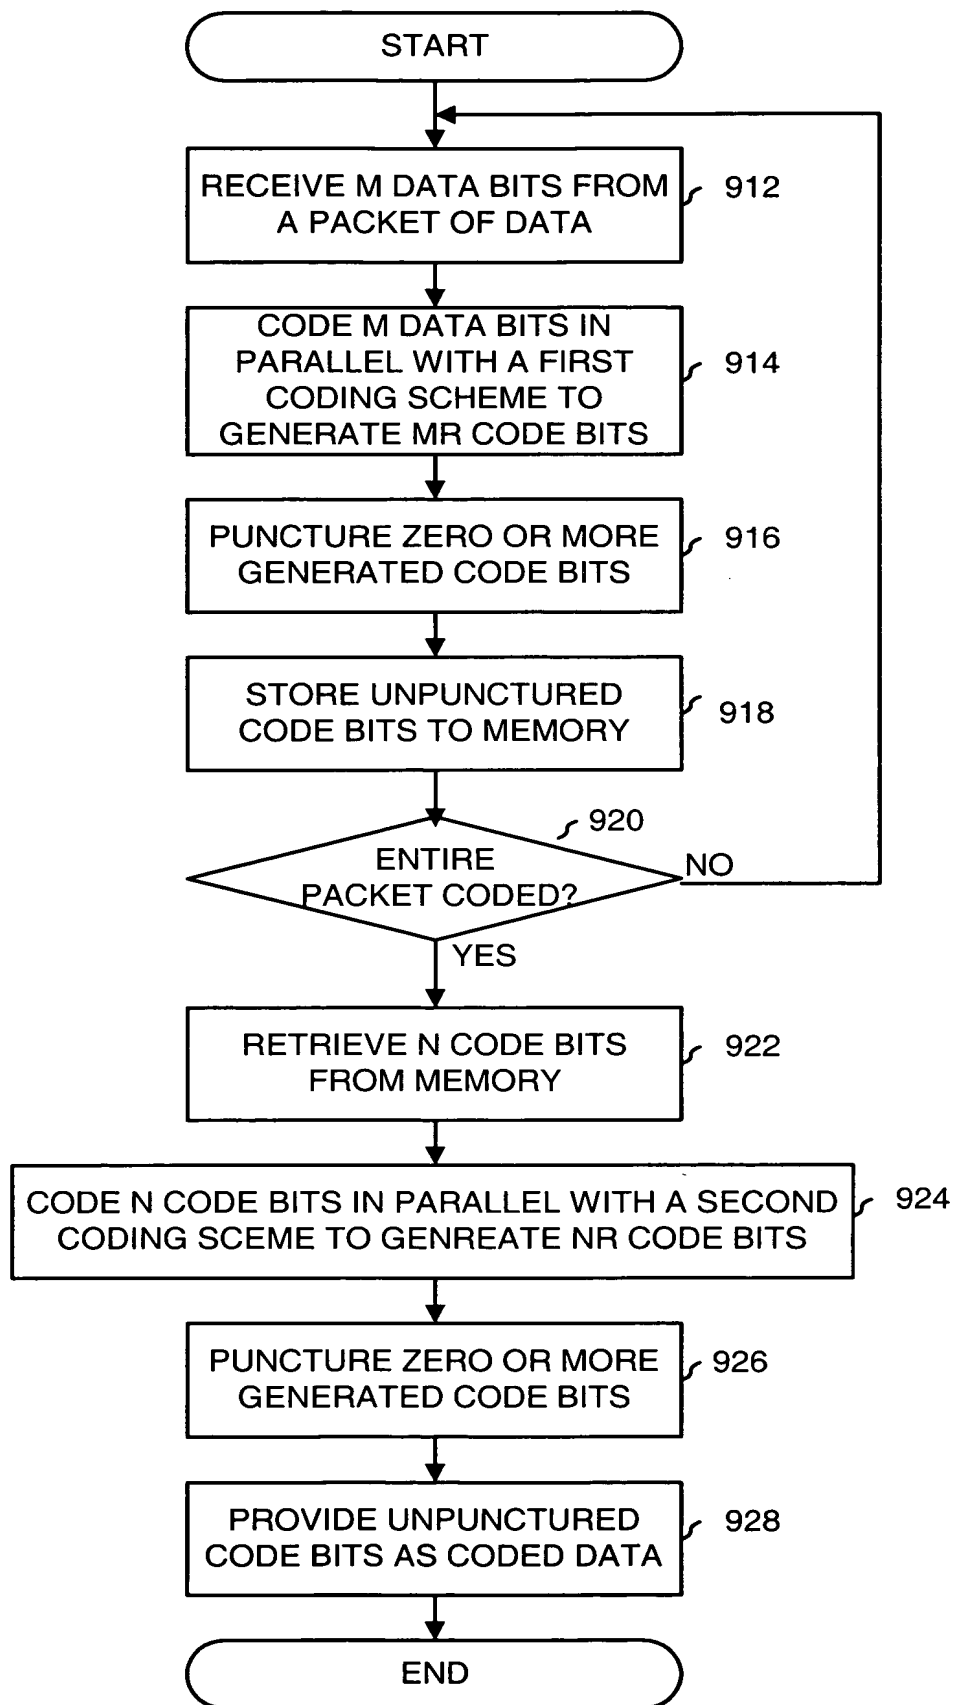 START
RECEIVE M DATA BITS FROM
A PACKET OF DATA
912
CODE M DATA BITS IN
PARALLEL WITH A FIRST
CODING SCHEME TO
GENERATE MR CODE BITS
914
PUNCTURE ZERO OR MORE
GENERATED CODE BITS
916
STORE UNPUNCTURED
CODE BITS TO MEMORY
918
920
ENTIRE
PACKET CODED?
NO
YES
RETRIEVE N CODE BITS
FROM MEMORY
922
CODE N CODE BITS IN PARALLEL WITH A SECOND
CODING SCEME TO GENREATE NR CODE BITS
924
PUNCTURE ZERO OR MORE
GENERATED CODE BITS
926
PROVIDE UNPUNCTURED
CODE BITS AS CODED DATA
928
END